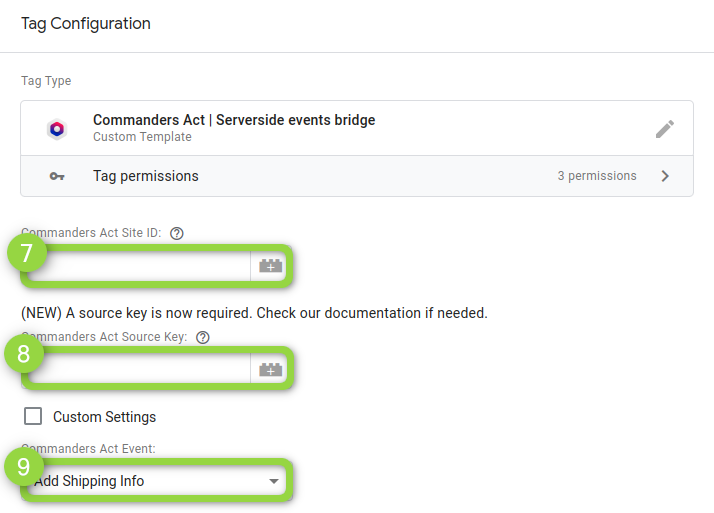 Tag Configuration
Tag Type
Commanders Act | Serverside events bridge
Custom Template
Tag permissions 3 permissions
Commanders Act Site ID: ?
7
(NEW) A source key is now required. Check our documentation if needed.
Commanders Act Source Key: ?
8
Custom Settings
Commanders Act Event:
9
Add Shipping Info